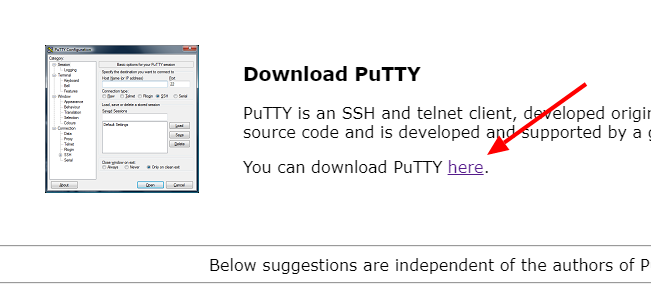 PuTTY Configuration
Category:
Session
Logging
Terminal
Keyboard
Bell
Features
Window
Appearance
Behaviour
Translation
Selection
Colours
Connection
Data
Proxy
Telnet
Rlogin
SSH
Serial
Basic options for your PuTTY session
Specify the destination you want to connect to
Host Name (or IP address) Port
22
Connection type:
Raw Telnet Rlogin SSH Serial
Load, save or delete a stored session
Saved Sessions
Default Settings
Load
Save
Delete
Close window on exit:
Always Never Only on clean exit
About Open Cancel
Download PuTTY
PuTTY is an SSH and telnet client, developed origin
source code and is developed and supported by a g
You can download PuTTY here.
Below suggestions are independent of the authors of P